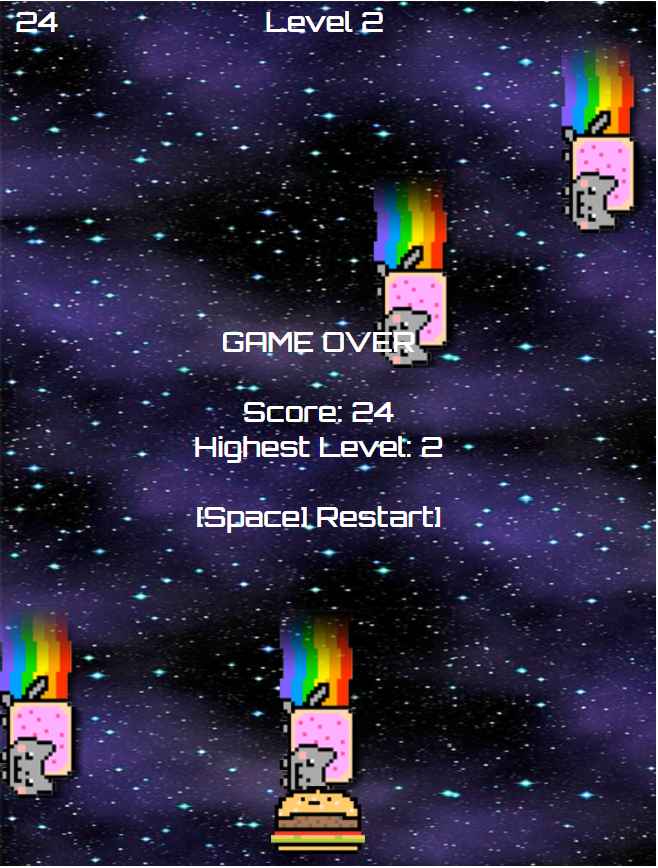 24
Level 2
GAME OVER
Score: 24
Highest Level: 2
[Space] Restart]